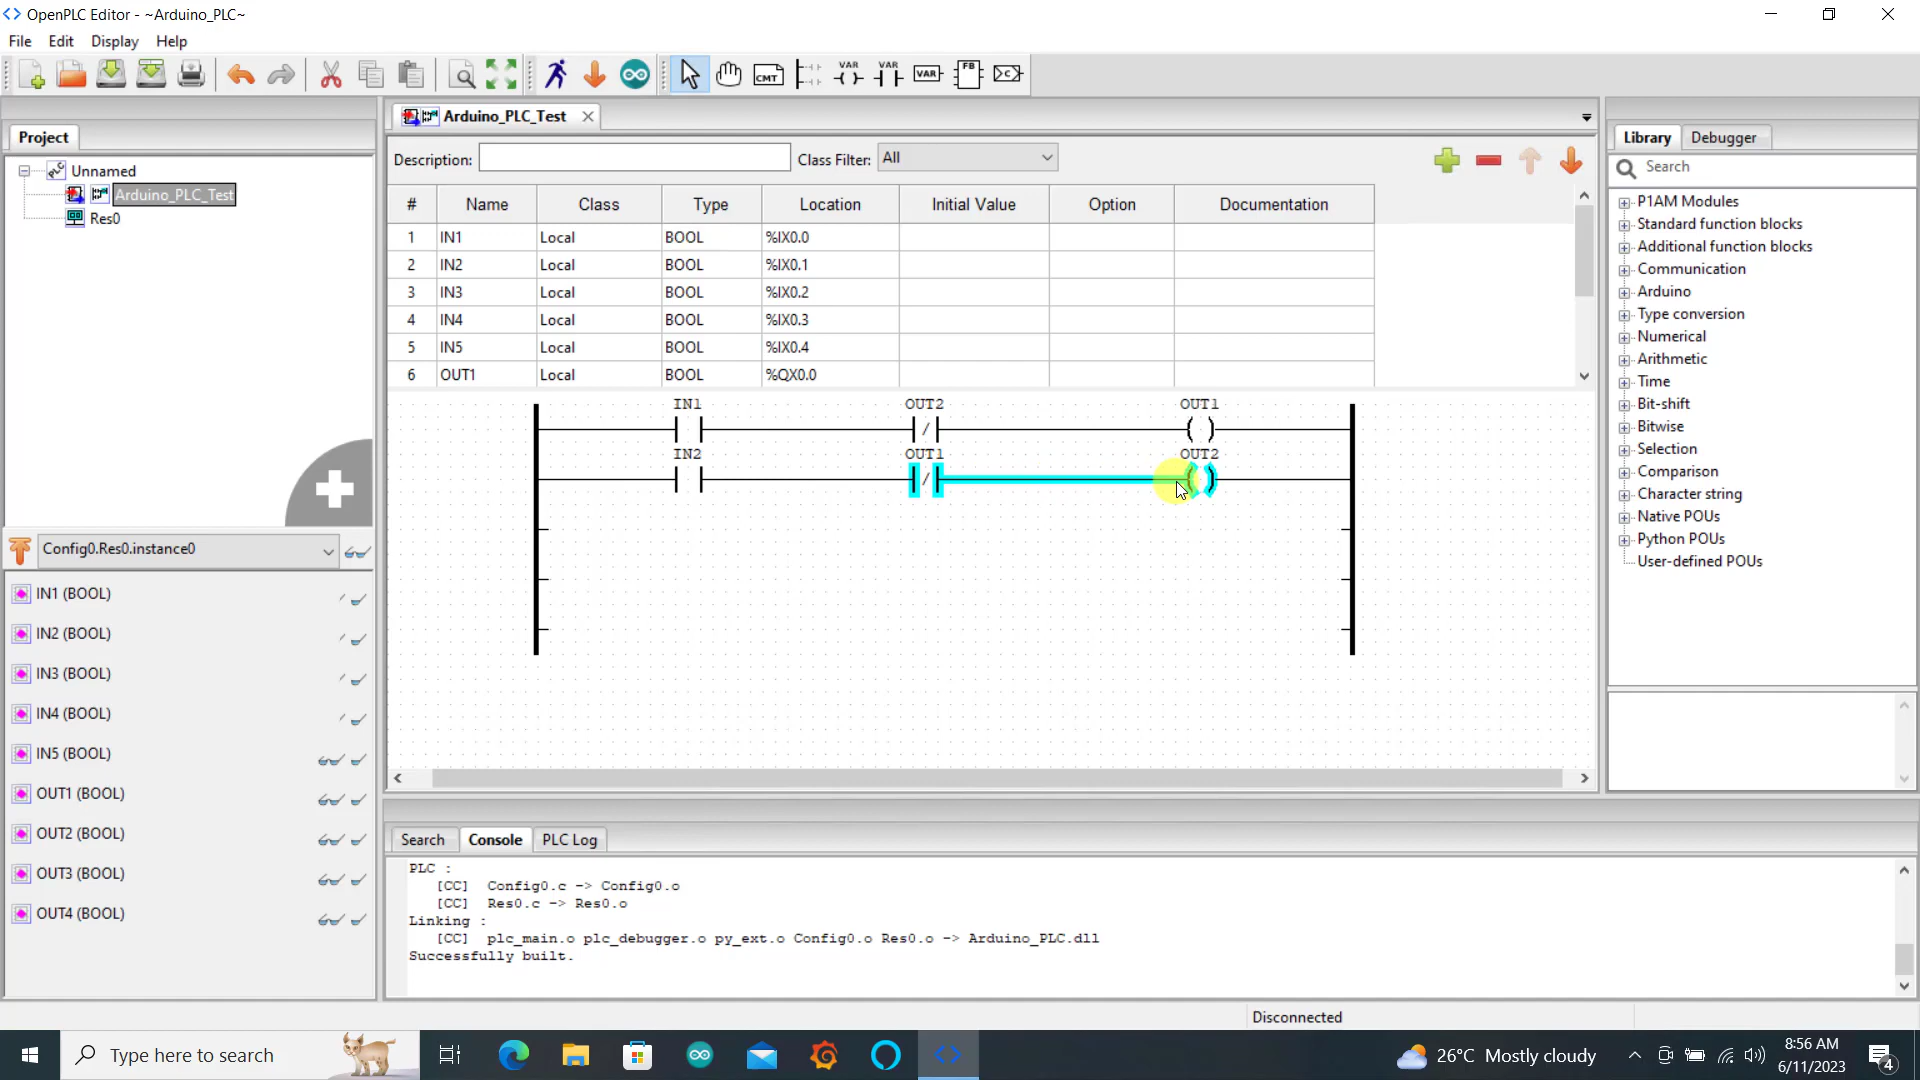 OpenPLC Editor - ~Arduino_PLC~
File Edit Display Help
CMT VAR VAR VAR FB C
Project
Unnamed
Arduino_PLC_Test
Res0
Config0.Res0.instance0
IN1 (BOOL)
IN2 (BOOL)
IN3 (BOOL)
IN4 (BOOL)
IN5 (BOOL)
OUT1 (BOOL)
OUT2 (BOOL)
OUT3 (BOOL)
OUT4 (BOOL)
Arduino_PLC_Test
Description: Class Filter: All
# Name Class Type Location Initial Value Option Documentation
1 IN1 Local BOOL %IX0.0
2 IN2 Local BOOL %IX0.1
3 IN3 Local BOOL %IX0.2
4 IN4 Local BOOL %IX0.3
5 IN5 Local BOOL %IX0.4
6 OUT1 Local BOOL %QX0.0
IN1 OUT2 OUT1
IN2 OUT1 OUT2
Search Console PLC Log
PLC :
[CC] Config0.c -> Config0.o
[CC] Res0.c -> Res0.o
Linking :
[CC] plc_main.o plc_debugger.o py_ext.o Config0.o Res0.o -> Arduino_PLC.dll
Successfully built.
Library Debugger
Search
P1AM Modules
Standard function blocks
Additional function blocks
Communication
Arduino
Type conversion
Numerical
Arithmetic
Time
Bit-shift
Bitwise
Selection
Comparison
Character string
Native POUs
Python POUs
User-defined POUs
Disconnected
Type here to search
26°C Mostly cloudy
8:56 AM
6/11/2023
4